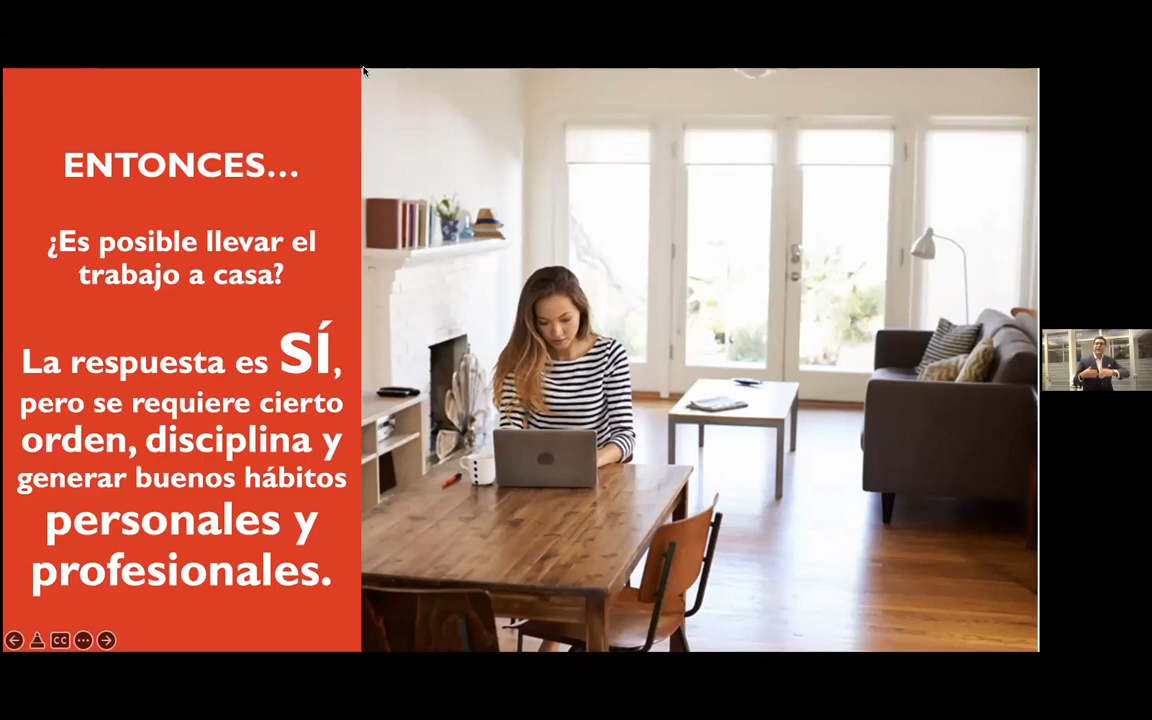 ENTONCES...
¿Es posible llevar el
trabajo a casa?
La respuesta es SÍ,
pero se requiere cierto
orden, disciplina y
generar buenos hábitos
personales y
profesionales.
CC